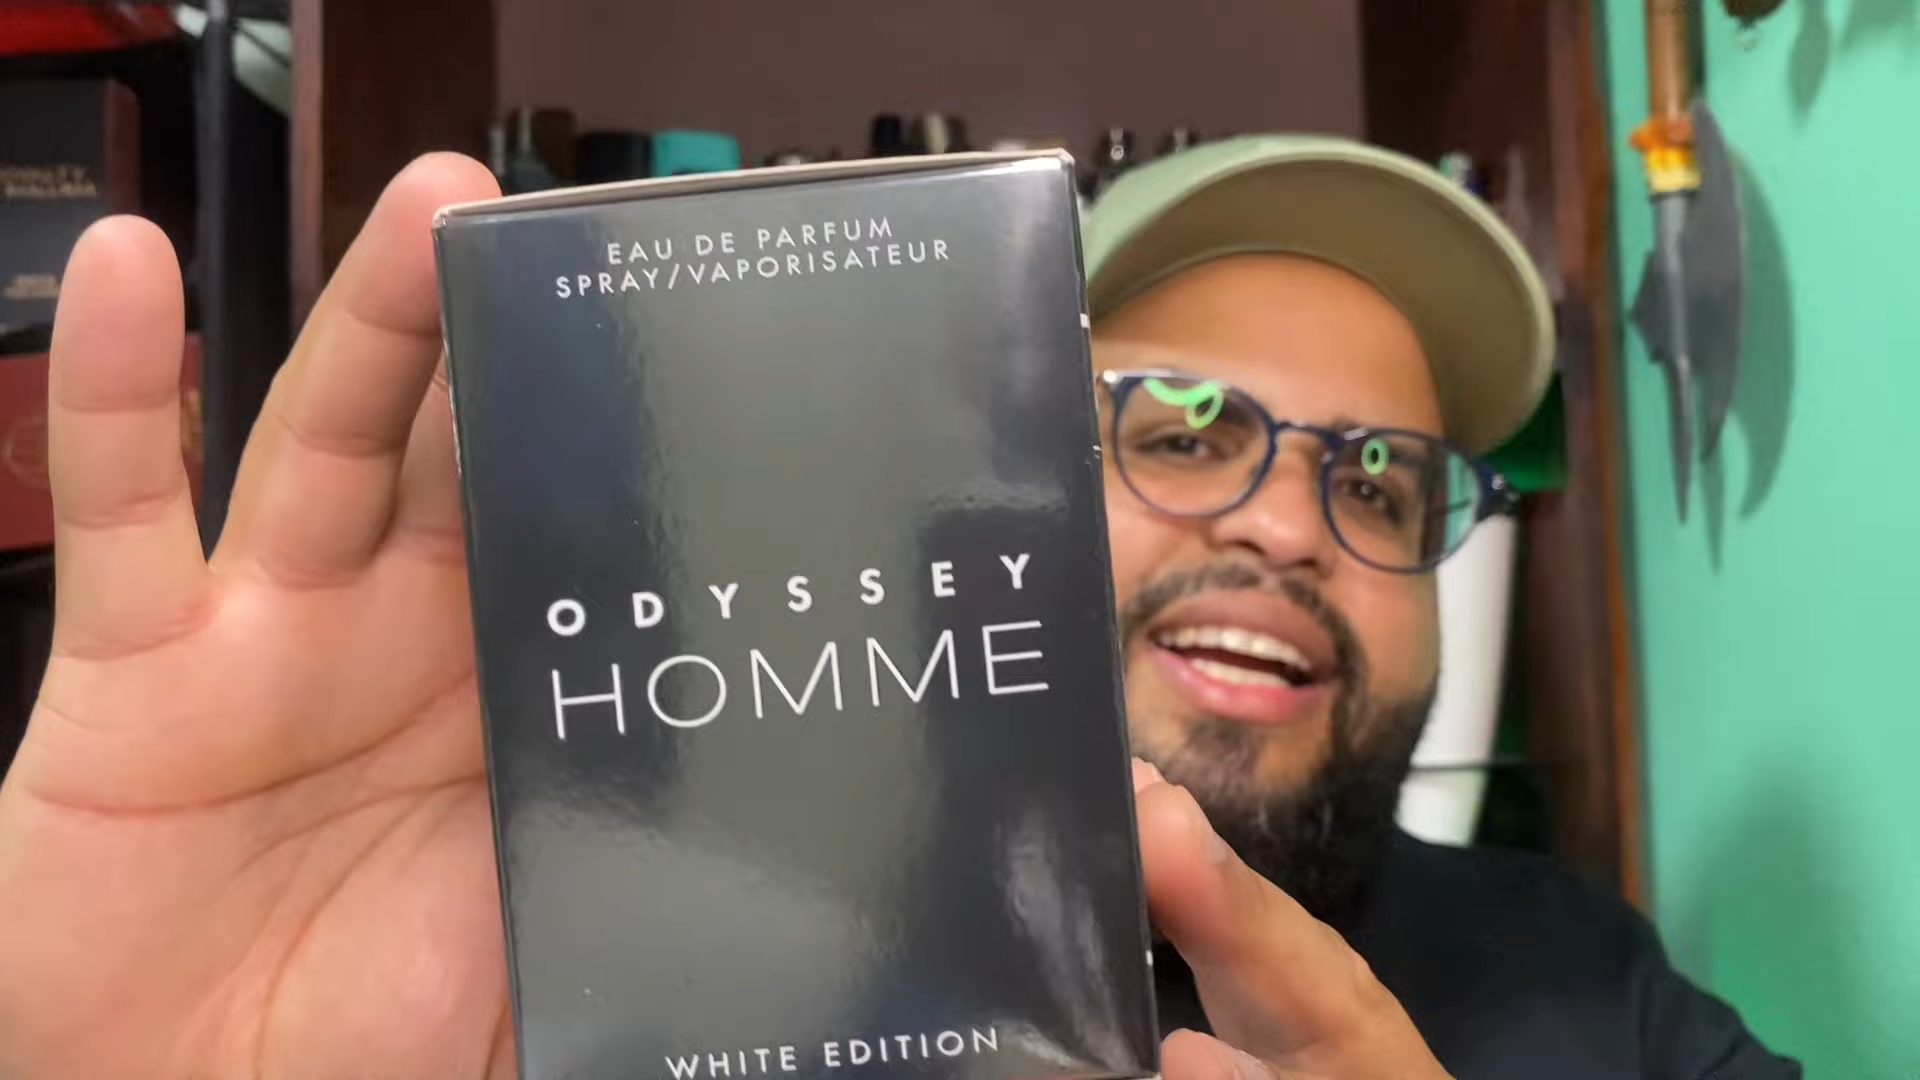 EAU DE PARFUM
SPRAY/VAPORISATEUR
ODYSSEY
HOMME
WHITE EDITION